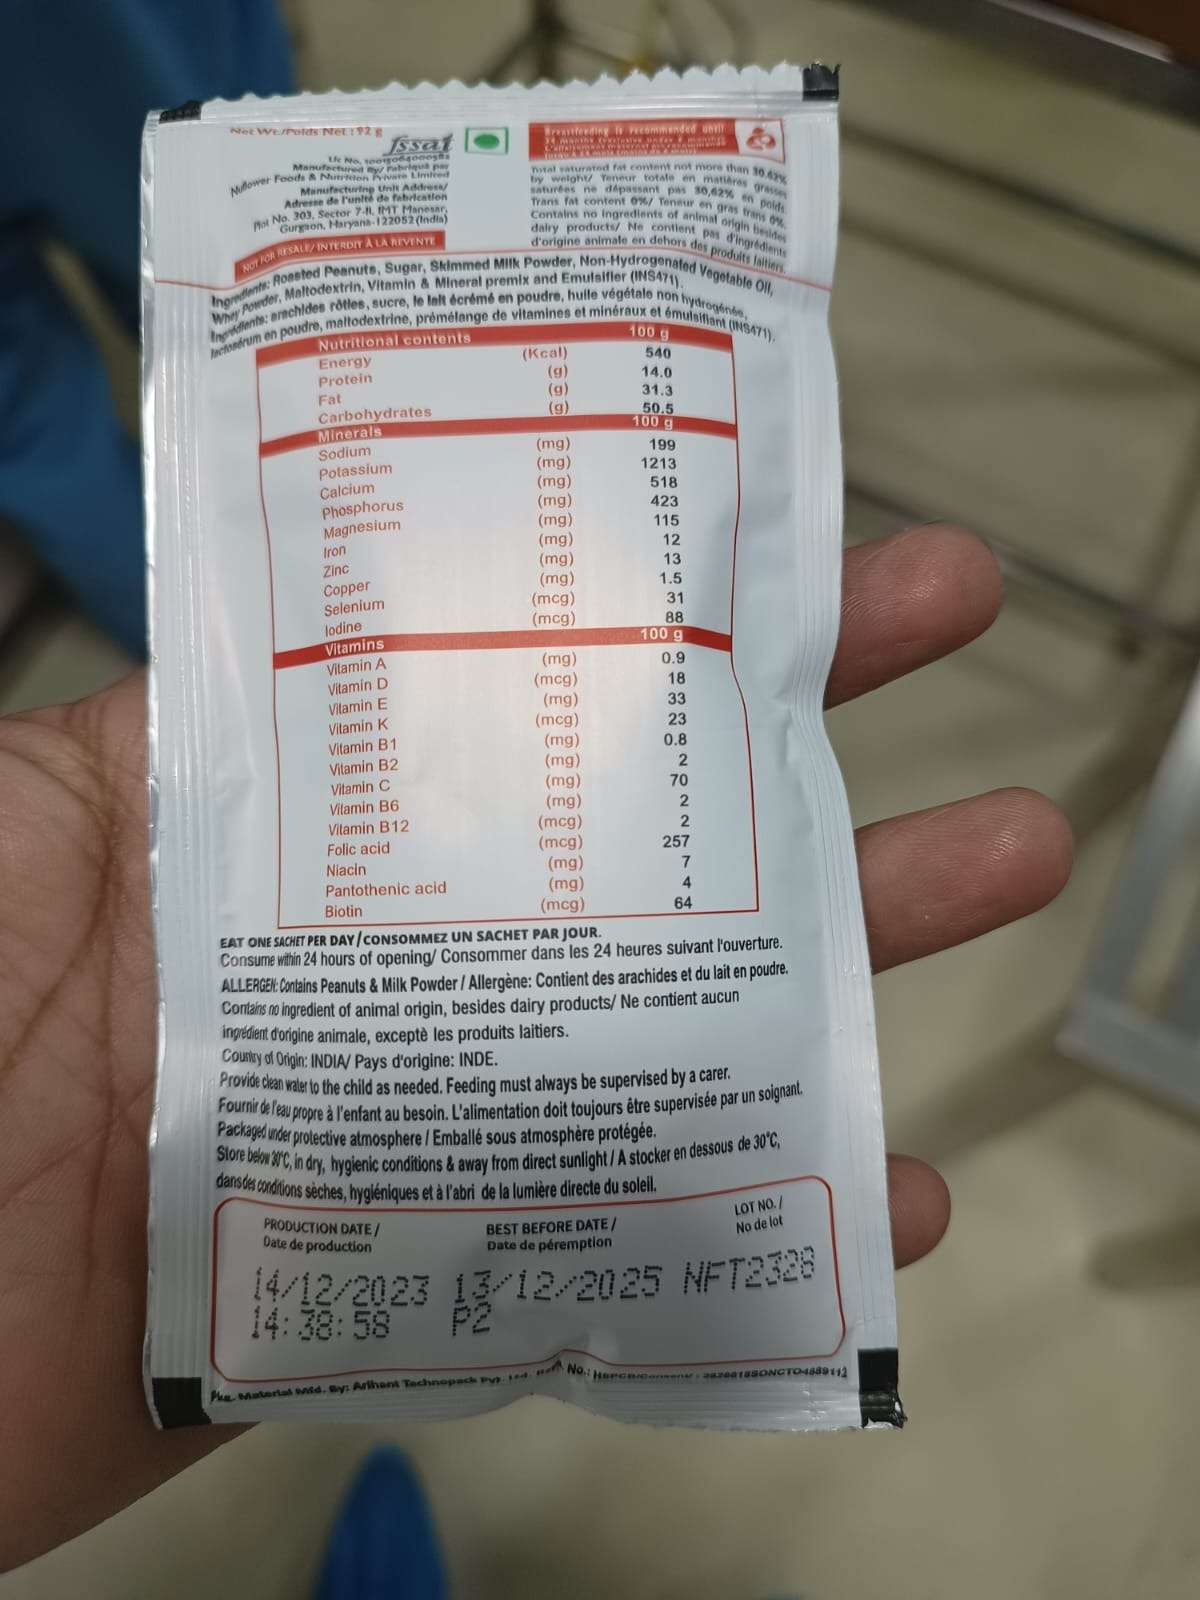 Net Wt./Poids Net : 92 g
fssai
Lic No. 10013064000581
Manufactured By/ Fabriqué par
Nuflower Foods & Nutrition Private Limited
Manufacturing Unit Address/
Adresse de l'unité de fabrication
Plot No. 303, Sector 7-II, IMT Manesar,
Gurgaon, Haryana-122052 (India)
NOT FOR RESALE/ INTERDIT À LA REVENTE
Breastfeeding is recommended until
24 months
Total saturated fat content not more than 30.62%
by weight/ Teneur totale en matières grasses
saturées ne dépassant pas 30,62% en poids.
Trans fat content 0%/ Teneur en gras trans 0%.
Contains no ingredients of animal origin besides
dairy products/ Ne contient pas d'ingrédients
d'origine animale en dehors des produits laitiers.
Ingredients: Roasted Peanuts, Sugar, Skimmed Milk Powder, Non-Hydrogenated Vegetable Oil,
Whey Powder, Maltodextrin, Vitamin & Mineral premix and Emulsifier (INS471).
Ingrédients: arachides rôties, sucre, le lait écrémé en poudre, huile végétale non hydrogénée,
lactosérum en poudre, maltodextrine, prémélange de vitamines et minéraux et émulsifiant (INS471).
Nutritional contents 100 g
Energy (Kcal) 540
Protein (g) 14.0
Fat (g) 31.3
Carbohydrates (g) 50.5
Minerals 100 g
Sodium (mg) 199
Potassium (mg) 1213
Calcium (mg) 518
Phosphorus (mg) 423
Magnesium (mg) 115
Iron (mg) 12
Zinc (mg) 13
Copper (mg) 1.5
Selenium (mcg) 31
Iodine (mcg) 88
Vitamins 100 g
Vitamin A (mg) 0.9
Vitamin D (mcg) 18
Vitamin E (mg) 33
Vitamin K (mcg) 23
Vitamin B1 (mg) 0.8
Vitamin B2 (mg) 2
Vitamin C (mg) 70
Vitamin B6 (mg) 2
Vitamin B12 (mcg) 2
Folic acid (mcg) 257
Niacin (mg) 7
Pantothenic acid (mg) 4
Biotin (mcg) 64
EAT ONE SACHET PER DAY/CONSOMMEZ UN SACHET PAR JOUR.
Consume within 24 hours of opening/ Consommer dans les 24 heures suivant l'ouverture.
ALLERGEN: Contains Peanuts & Milk Powder / Allergène: Contient des arachides et du lait en poudre.
Contains no ingredient of animal origin, besides dairy products/ Ne contient aucun
ingrédient d'origine animale, exceptè les produits laitiers.
Country of Origin: INDIA/ Pays d'origine: INDE.
Provide clean water to the child as needed. Feeding must always be supervised by a carer.
Fournir de l'eau propre à l'enfant au besoin. L'alimentation doit toujours être supervisée par un soignant.
Packaged under protective atmosphere / Emballé sous atmosphère protégée.
Store below 30°C, in dry, hygienic conditions & away from direct sunlight / A stocker en dessous de 30°C,
dans des conditions sèches, hygiéniques et à l'abri de la lumière directe du soleil.
PRODUCTION DATE / BEST BEFORE DATE / LOT NO. /
Date de production Date de péremption No de lot
14/12/2023 13/12/2025 NFT2328
14:38:58 P2
Pkg. Material Mfd. By: Arihant Technopack Pvt. Ltd. No.: